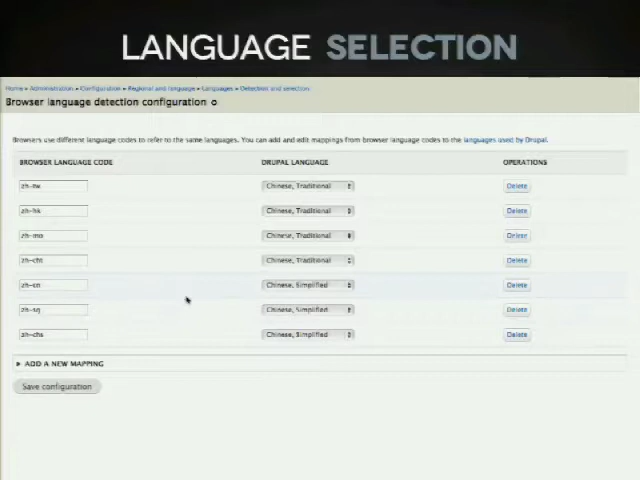 LANGUAGE SELECTION
Home » Administration » Configuration » Regional and language » Languages » Detection and selection
Browser language detection configuration
Browsers use different language codes to refer to the same languages. You can add and edit mappings from browser language codes to the languages used by Drupal.
BROWSER LANGUAGE CODE DRUPAL LANGUAGE OPERATIONS
zh-tw Chinese, Traditional Delete
zh-hk Chinese, Traditional Delete
zh-mo Chinese, Traditional Delete
zh-cht Chinese, Traditional Delete
zh-cn Chinese, Simplified Delete
zh-sg Chinese, Simplified Delete
zh-chs Chinese, Simplified Delete
ADD A NEW MAPPING
Save configuration